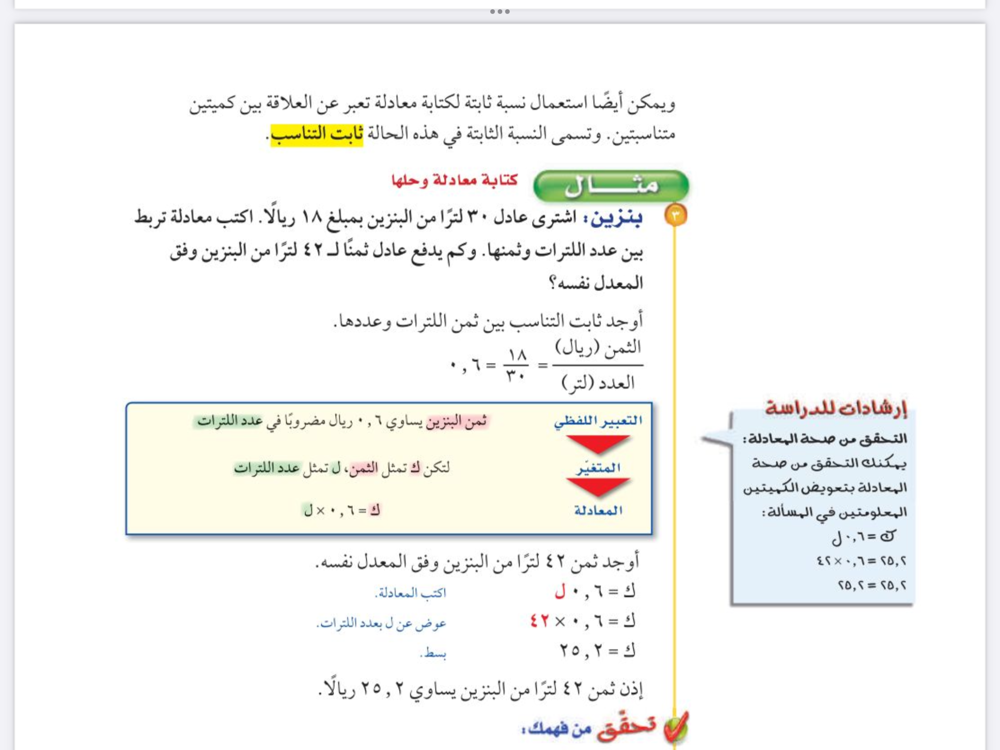 ويمكن أيضًا استعمال نسبة ثابتة لكتابة معادلة تعبر عن العلاقة بين كميتين
متناسبتين. وتسمى النسبة الثابتة في هذه الحالة ثابت التناسب.
مثــــال كتابة معادلة وحلها
٣ بنزين: اشترى عادل ٣٠ لترًا من البنزين بمبلغ ١٨ ريالًا. اكتب معادلة تربط
بين عدد اللترات وثمنها. وكم يدفع عادل ثمنًا لـ ٤٢ لترًا من البنزين وفق
المعدل نفسه؟
أوجد ثابت التناسب بين ثمن اللترات وعددها.
الثمن (ريال) / العدد (لتر) = ١٨ / ٣٠ = ٠,٦
التعبير اللفظي ثمن البنزين يساوي ٠,٦ ريال مضروبًا في عدد اللترات
المتغيّر لتكن ك تمثل الثمن، ل تمثل عدد اللترات
المعادلة ك = ٠,٦ × ل
أوجد ثمن ٤٢ لترًا من البنزين وفق المعدل نفسه.
ك = ٠,٦ ل اكتب المعادلة.
ك = ٠,٦ × ٤٢ عوض عن ل بعدد اللترات.
ك = ٢٥,٢ بسط.
إذن ثمن ٤٢ لترًا من البنزين يساوي ٢٥,٢ ريالًا.
تحقَّق من فهمك:
إرشادات للدراسة
التحقق من صحة المعادلة:
يمكنك التحقق من صحة
المعادلة بتعويض الكميتين
المعلومتين في المسألة:
ك = ٠,٦ ل
٢٥,٢ = ٠,٦ × ٤٢
٢٥,٢ = ٢٥,٢